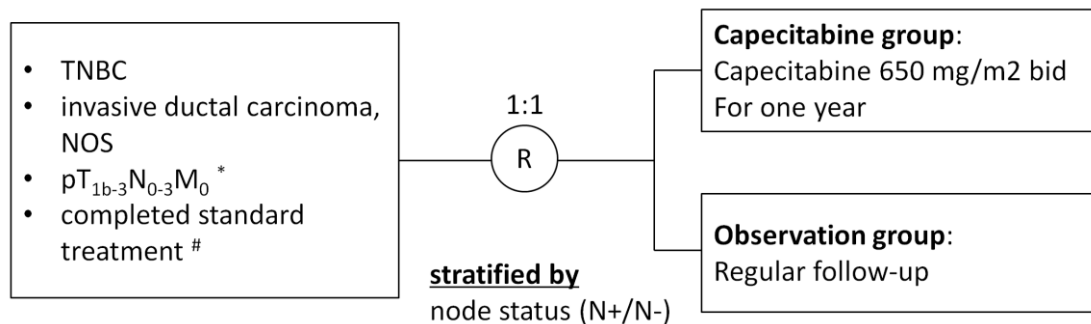 • TNBC
• invasive ductal carcinoma,
NOS
• pT1b-3N0-3M0 *
• completed standard
treatment #
1:1
R
stratified by
node status (N+/N-)
Capecitabine group:
Capecitabine 650 mg/m2 bid
For one year
Observation group:
Regular follow-up